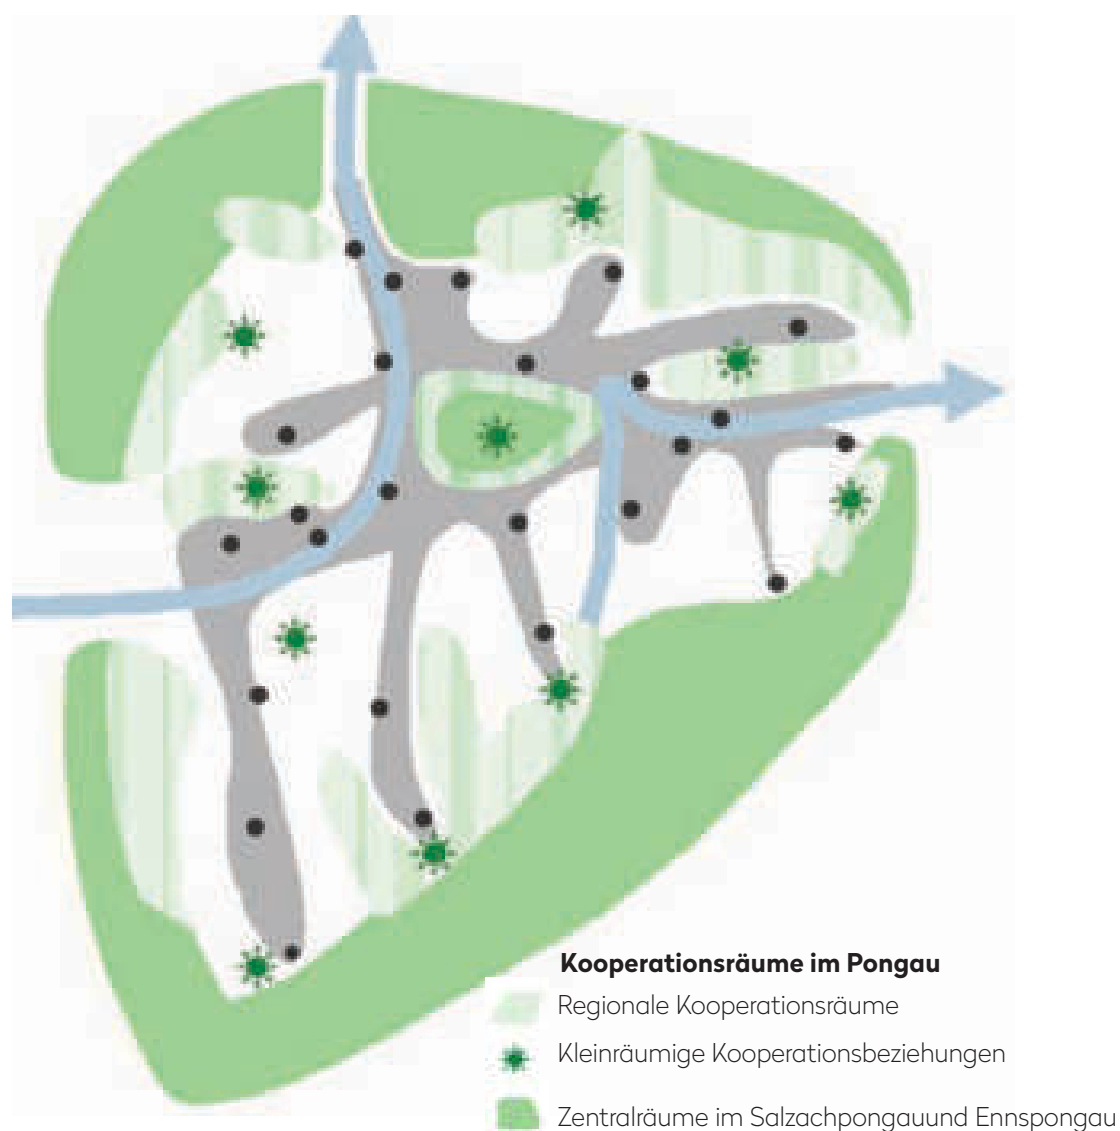 Kooperationsräume im Pongau
Regionale Kooperationsräume
Kleinräumige Kooperationsbeziehungen
Zentralräume im Salzachpongauund Ennspongau